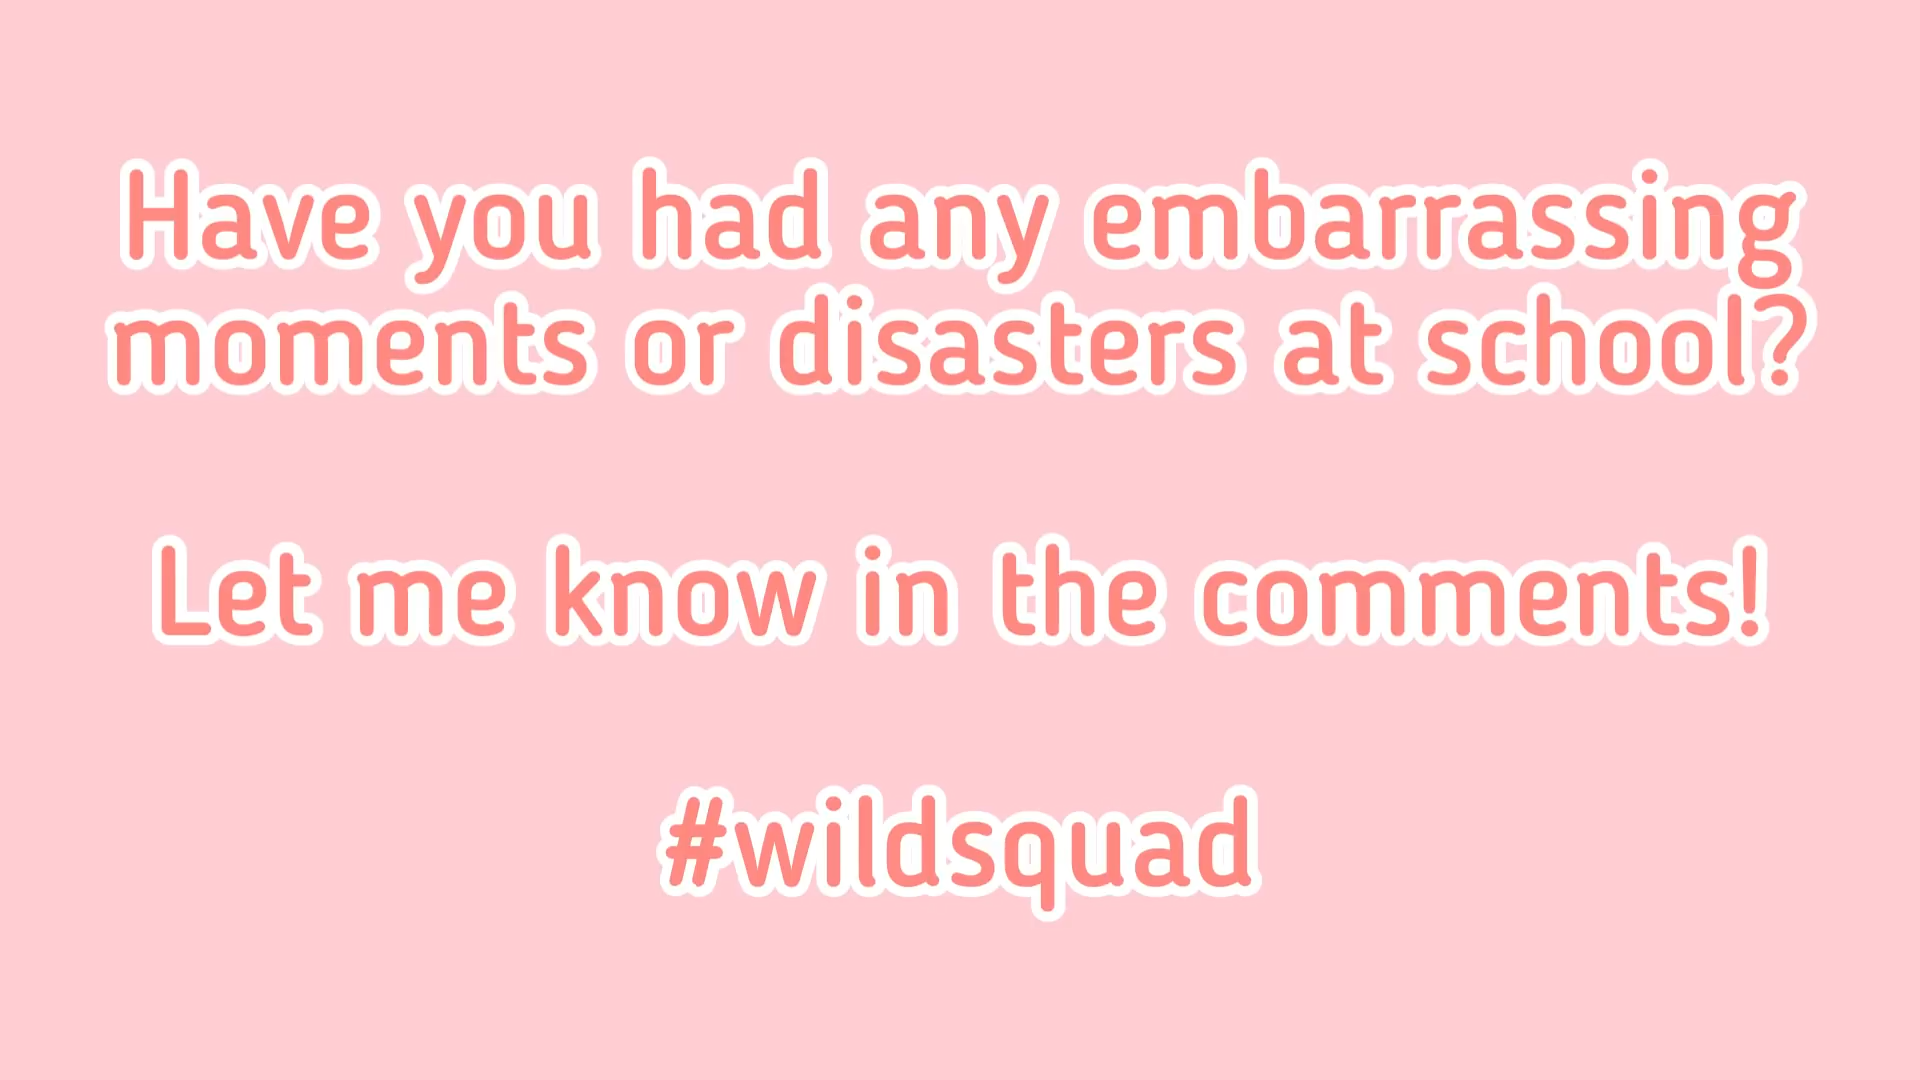 Have you had any embarrassing
moments or disasters at school?
Let me know in the comments!
#wildsquad